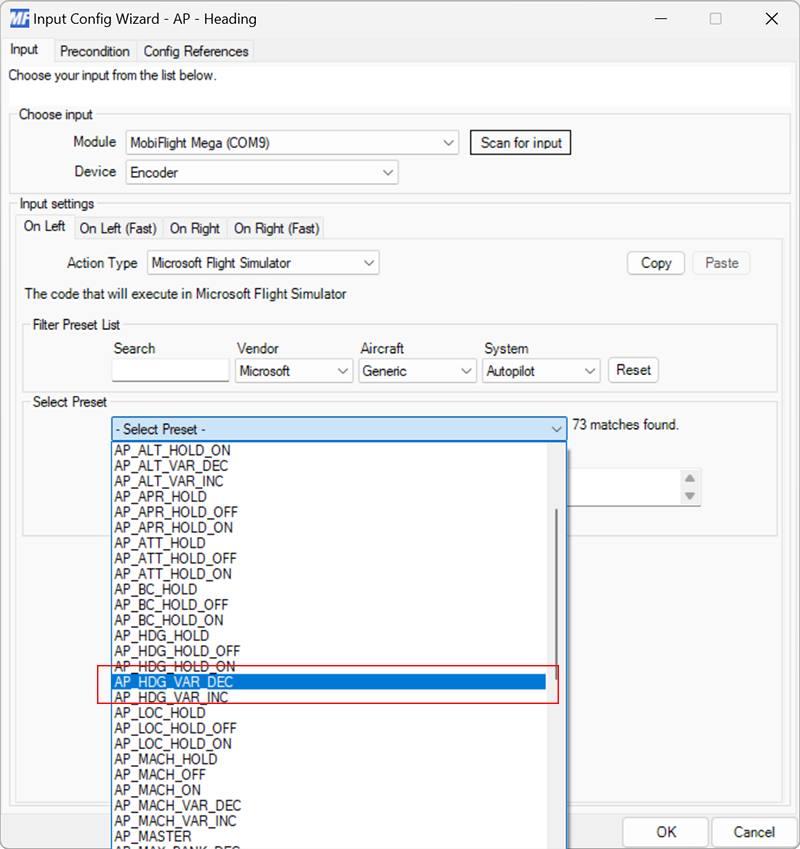 MF Input Config Wizard - AP - Heading
Input Precondition Config References
Choose your input from the list below.
Choose input
Module MobiFlight Mega (COM9) Scan for input
Device Encoder
Input settings
On Left On Left (Fast) On Right On Right (Fast)
Action Type Microsoft Flight Simulator Copy Paste
The code that will execute in Microsoft Flight Simulator
Filter Preset List
Search Vendor Aircraft System
Microsoft Generic Autopilot Reset
Select Preset
- Select Preset - 73 matches found.
AP_ALT_HOLD_ON
AP_ALT_VAR_DEC
AP_ALT_VAR_INC
AP_APR_HOLD
AP_APR_HOLD_OFF
AP_APR_HOLD_ON
AP_ATT_HOLD
AP_ATT_HOLD_OFF
AP_ATT_HOLD_ON
AP_BC_HOLD
AP_BC_HOLD_OFF
AP_BC_HOLD_ON
AP_HDG_HOLD
AP_HDG_HOLD_OFF
AP_HDG_HOLD_ON
AP_HDG_VAR_DEC
AP_HDG_VAR_INC
AP_LOC_HOLD
AP_LOC_HOLD_OFF
AP_LOC_HOLD_ON
AP_MACH_HOLD
AP_MACH_OFF
AP_MACH_ON
AP_MACH_VAR_DEC
AP_MACH_VAR_INC
AP_MASTER
AP_MAX_BANK_DEC
OK Cancel